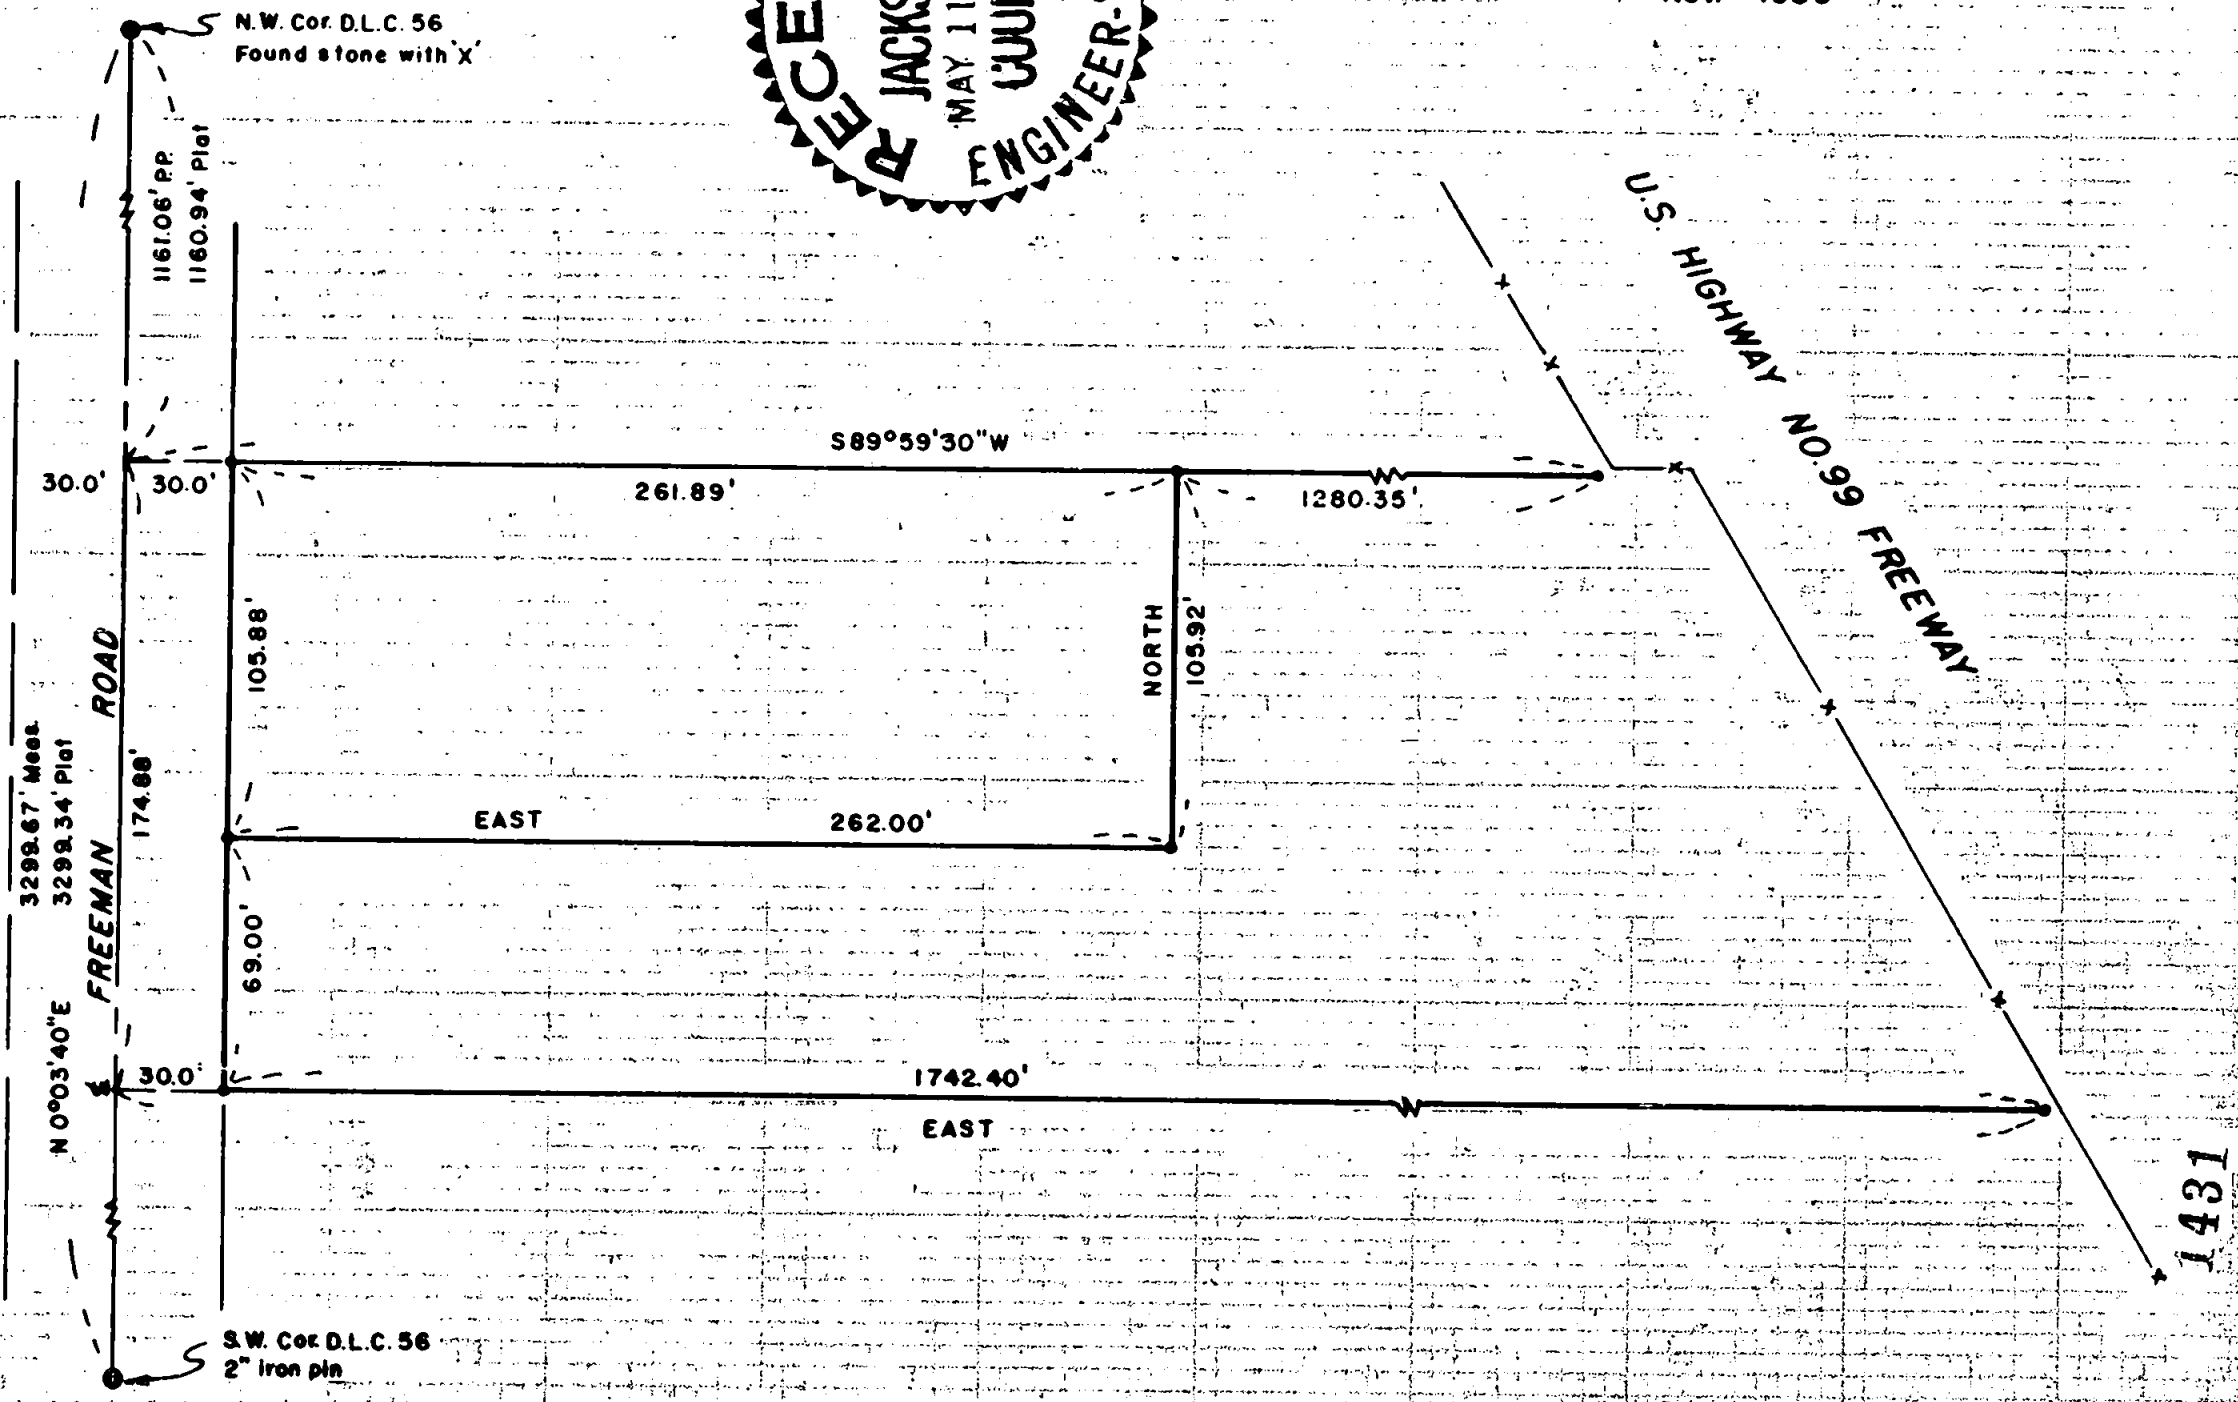 N.W. Cor. D.L.C. 56
Found stone with 'X'
RECE
JACKS
MAY 11
COU
ENGINEER-
1161.06' P.P.
1160.94' Plat
U.S. HIGHWAY NO.99 FREEWAY
S89°59'30"W
30.0'
30.0'
261.89'
1280.35'
105.88'
NORTH
105.92'
FREEMAN ROAD
3299.67' Meas.
3299.34' Plat
174.88'
EAST
262.00'
69.00'
N 0°03'40"E
30.0'
1742.40'
EAST
1431
S.W. Cor. D.L.C. 56
2" iron pin